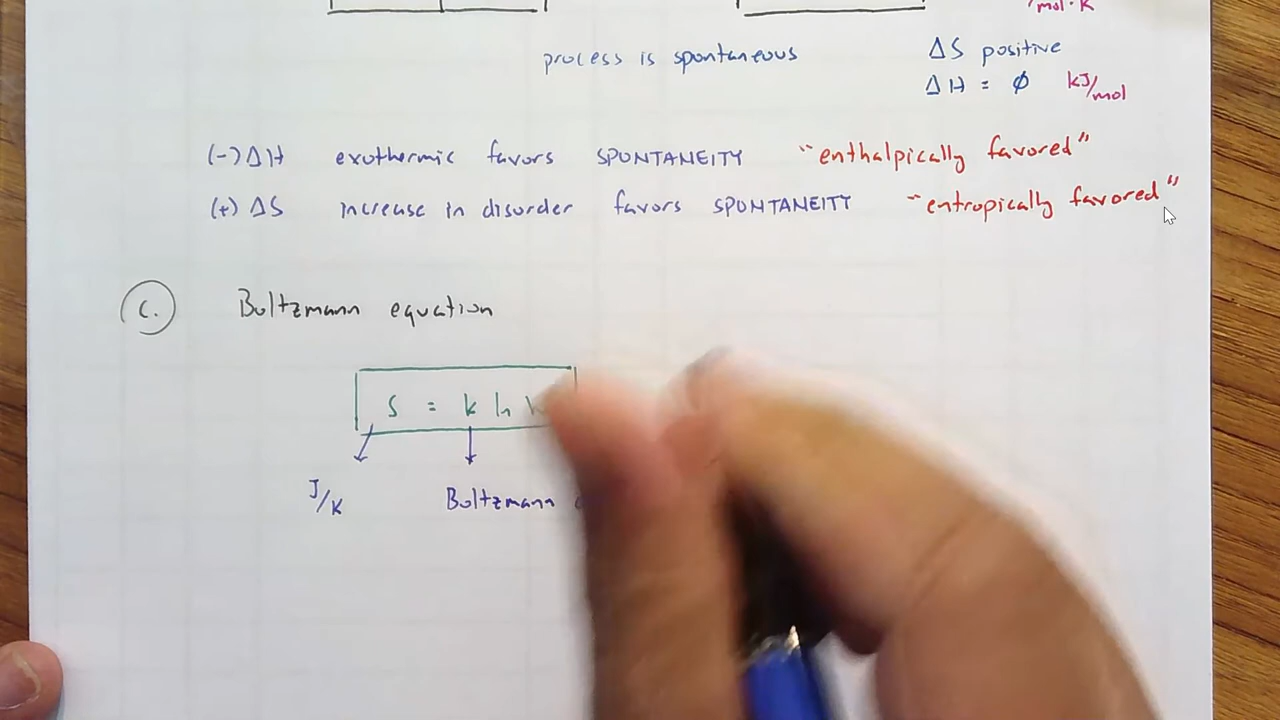 mol·K
process is spontaneous
ΔS positive
ΔH = ϕ kJ/mol
(-) ΔH exothermic favors SPONTANEITY "enthalpically favored"
(+) ΔS increase in disorder favors SPONTANEITY "entropically favored"
C. Boltzmann equation
S = k ln
J/K Boltzmann